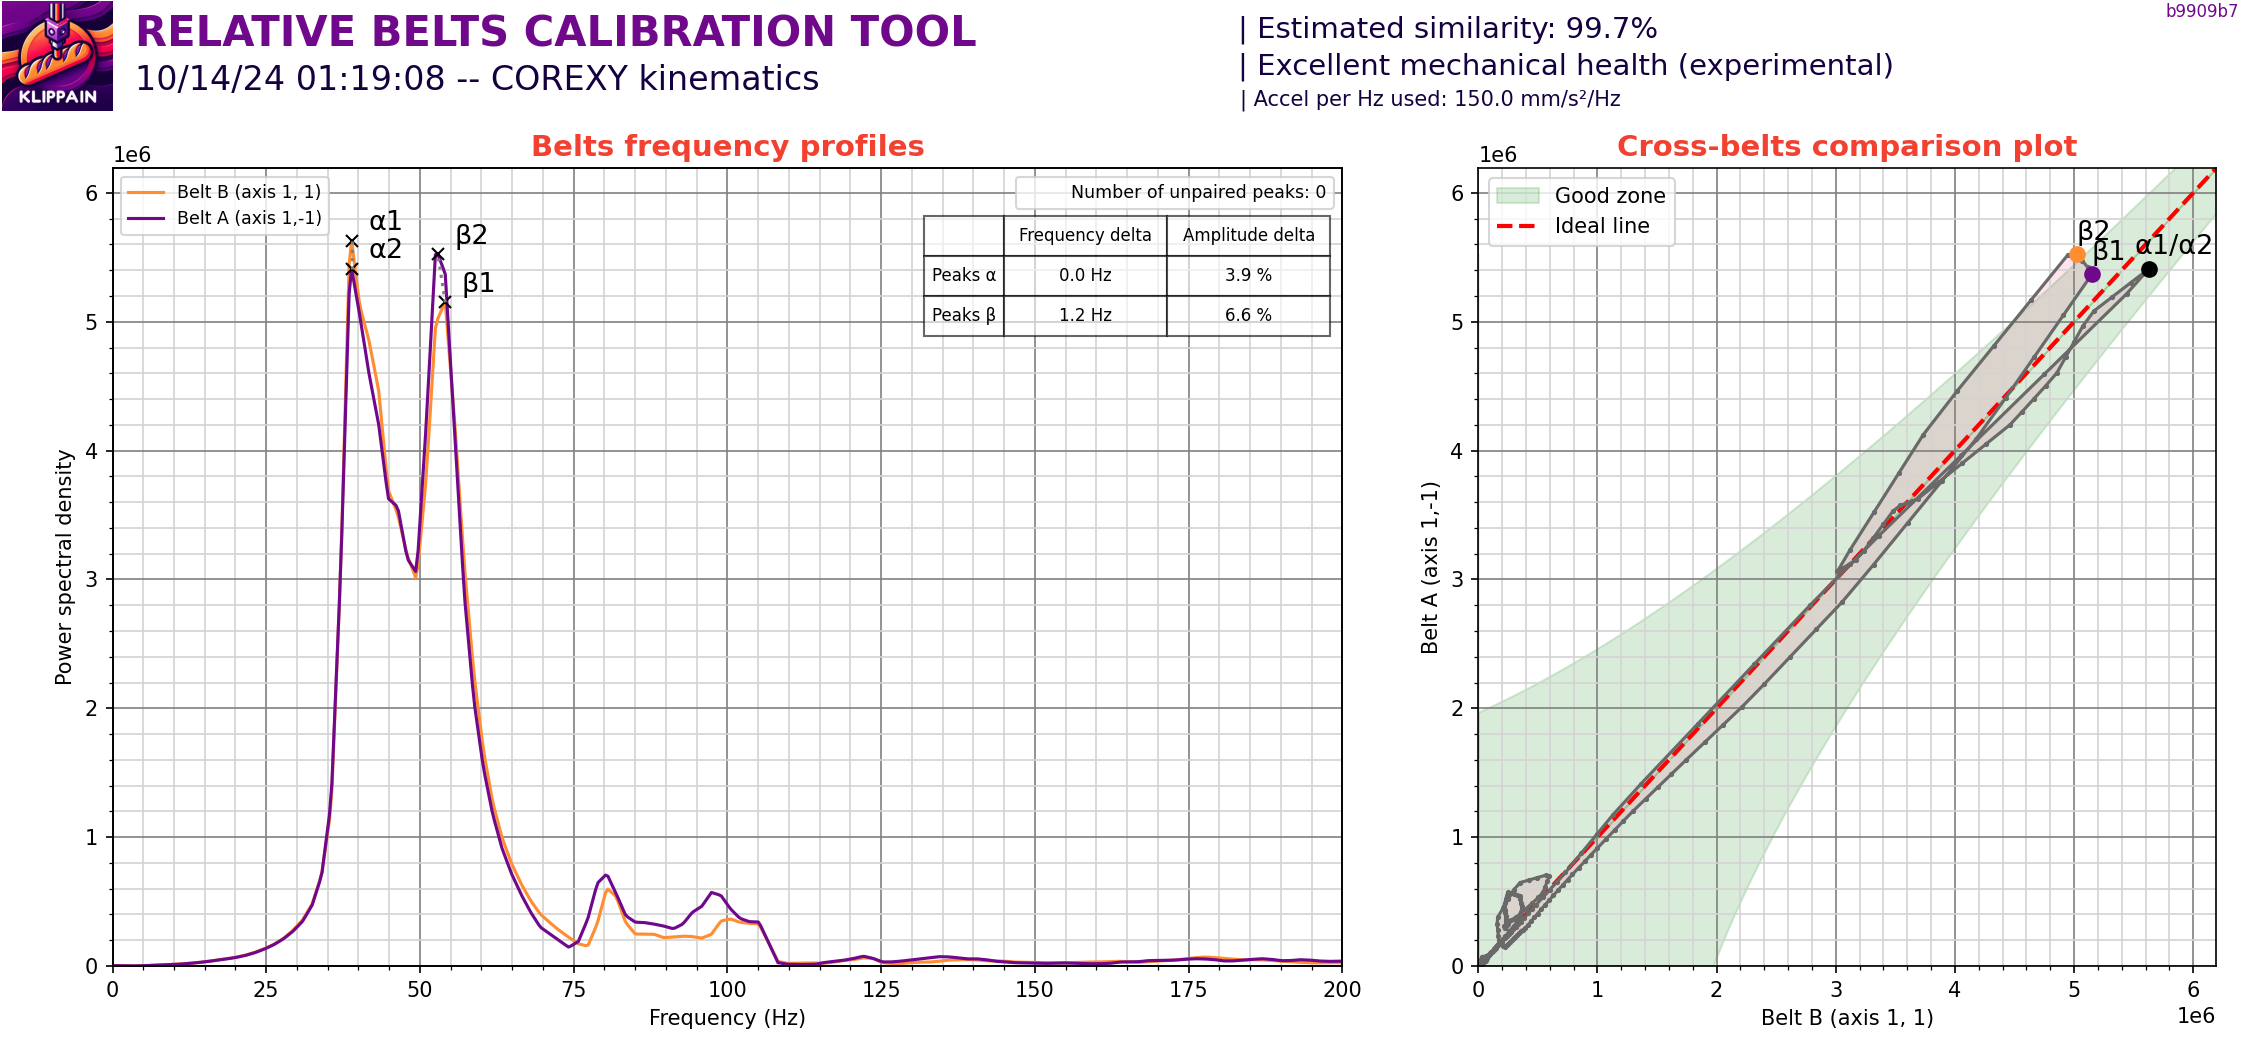 KLIPPAIN
RELATIVE BELTS CALIBRATION TOOL
10/14/24 01:19:08 -- COREXY kinematics
| Estimated similarity: 99.7%
| Excellent mechanical health (experimental)
| Accel per Hz used: 150.0 mm/s²/Hz
b9909b7
Belts frequency profiles
1e6
Belt B (axis 1, 1)
Belt A (axis 1,-1)
α1
α2
β2
β1
Number of unpaired peaks: 0
Frequency delta Amplitude delta
Peaks α 0.0 Hz 3.9 %
Peaks β 1.2 Hz 6.6 %
6
5
4
3
2
1
0
Power spectral density
0 25 50 75 100 125 150 175 200
Frequency (Hz)
Cross-belts comparison plot
1e6
Good zone
Ideal line
β2
β1
α1/α2
6
5
4
3
2
1
0
Belt A (axis 1,-1)
0 1 2 3 4 5 6
Belt B (axis 1, 1)
1e6